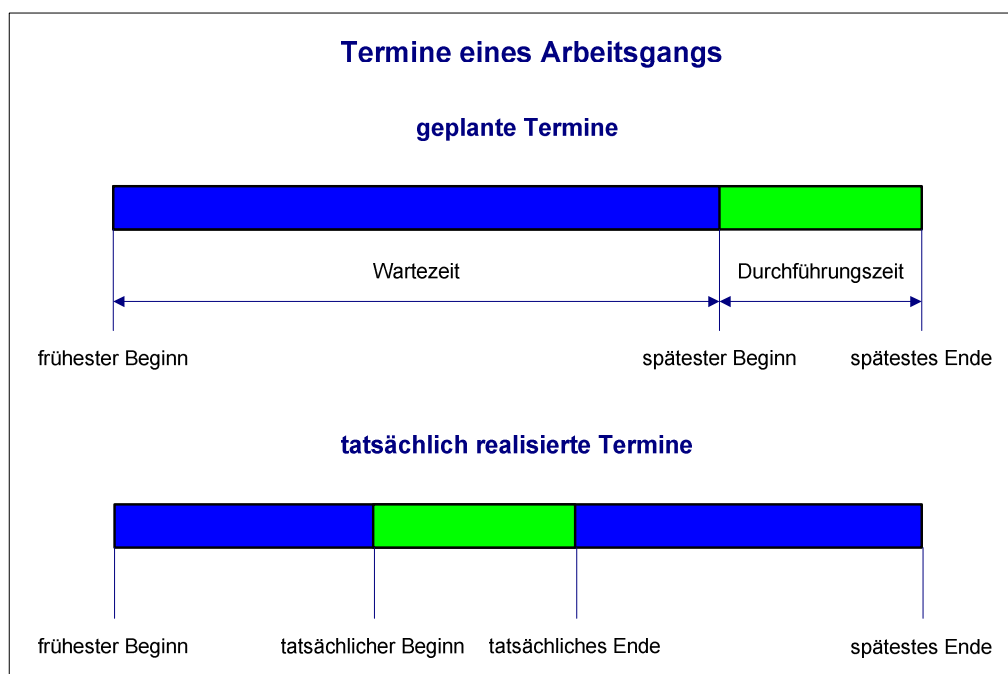 Termine eines Arbeitsgangs
geplante Termine
Wartezeit Durchführungszeit
frühester Beginn spätester Beginn spätestes Ende
tatsächlich realisierte Termine
frühester Beginn tatsächlicher Beginn tatsächliches Ende spätestes Ende